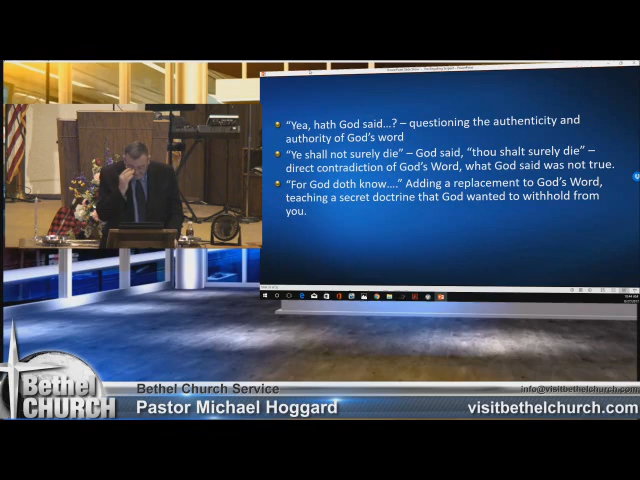 "Yea, hath God said...? – questioning the authenticity and
authority of God's word
"Ye shall not surely die" – God said, "thou shalt surely die" –
direct contradiction of God's Word, what God said was not true.
"For God doth know...." Adding a replacement to God's Word,
teaching a secret doctrine that God wanted to withhold from
you.
Bethel
CHURCH
Bethel Church Service
info@visitbethelchurch.com
Pastor Michael Hoggard
visitbethelchurch.com